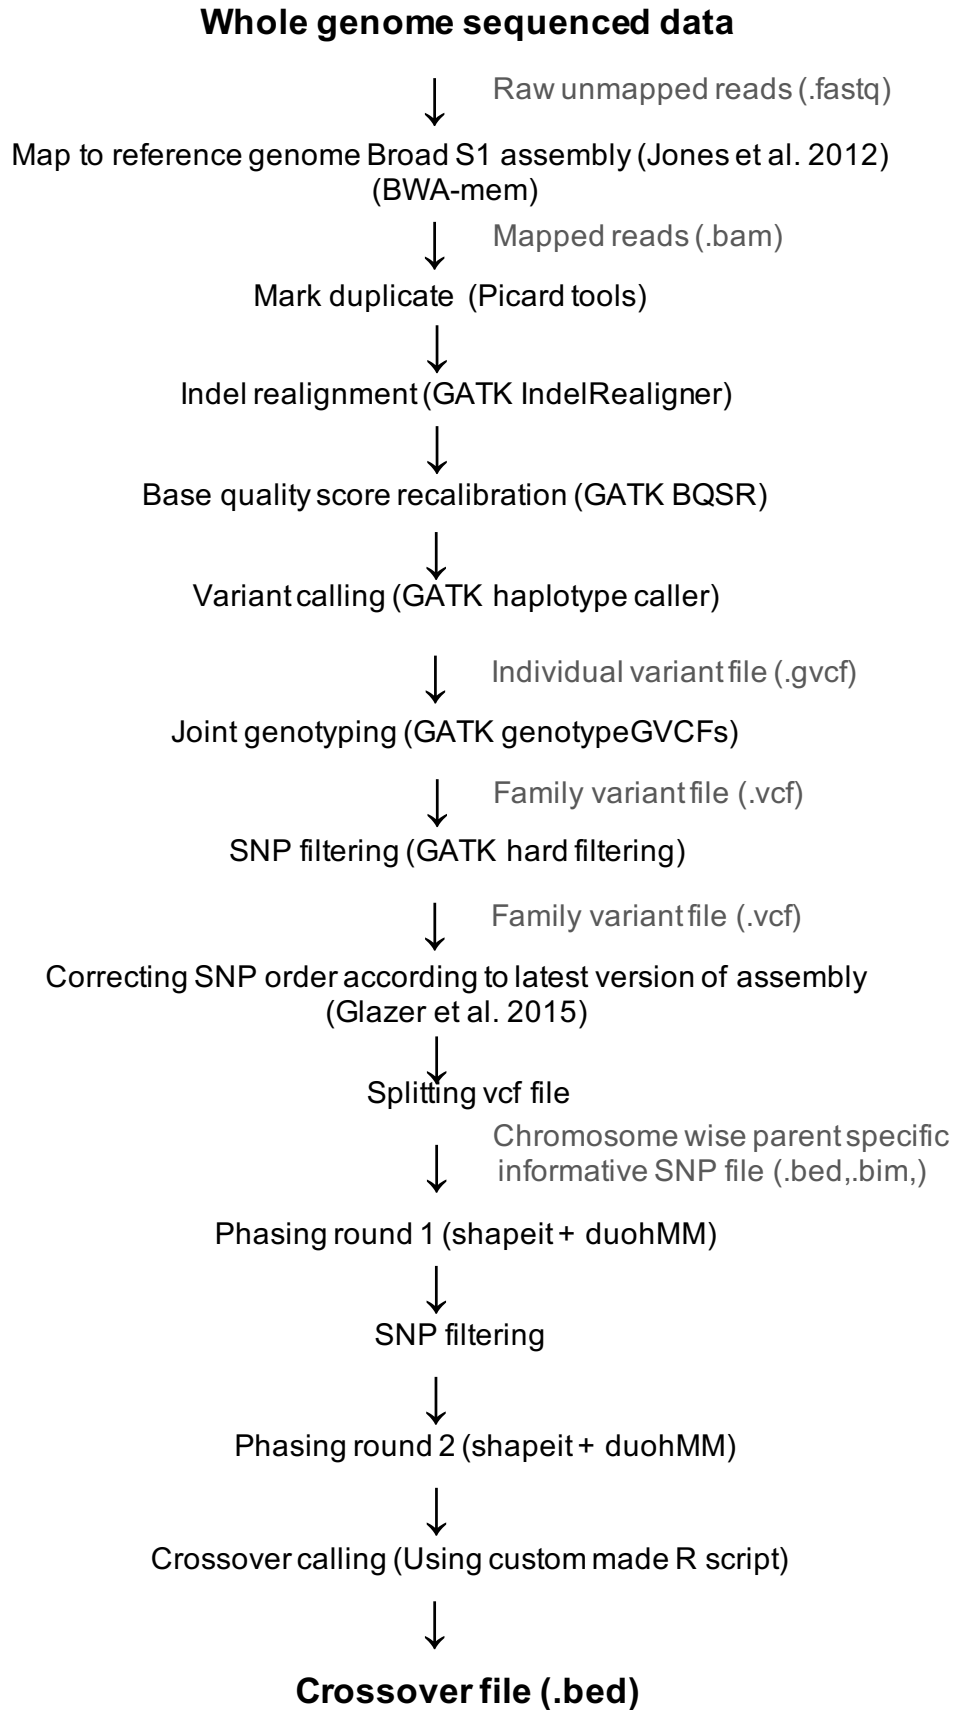 Whole genome sequenced data
Raw unmapped reads (.fastq)
Map to reference genome Broad S1 assembly (Jones et al. 2012)
(BWA-mem)
Mapped reads (.bam)
Mark duplicate (Picard tools)
Indel realignment (GATK IndelRealigner)
Base quality score recalibration (GATK BQSR)
Variant calling (GATK haplotype caller)
Individual variant file (.gvcf)
Joint genotyping (GATK genotypeGVCFs)
Family variant file (.vcf)
SNP filtering (GATK hard filtering)
Family variant file (.vcf)
Correcting SNP order according to latest version of assembly
(Glazer et al. 2015)
Splitting vcf file
Chromosome wise parent specific
informative SNP file (.bed,.bim,)
Phasing round 1 (shapeit + duohMM)
SNP filtering
Phasing round 2 (shapeit + duohMM)
Crossover calling (Using custom made R script)
Crossover file (.bed)